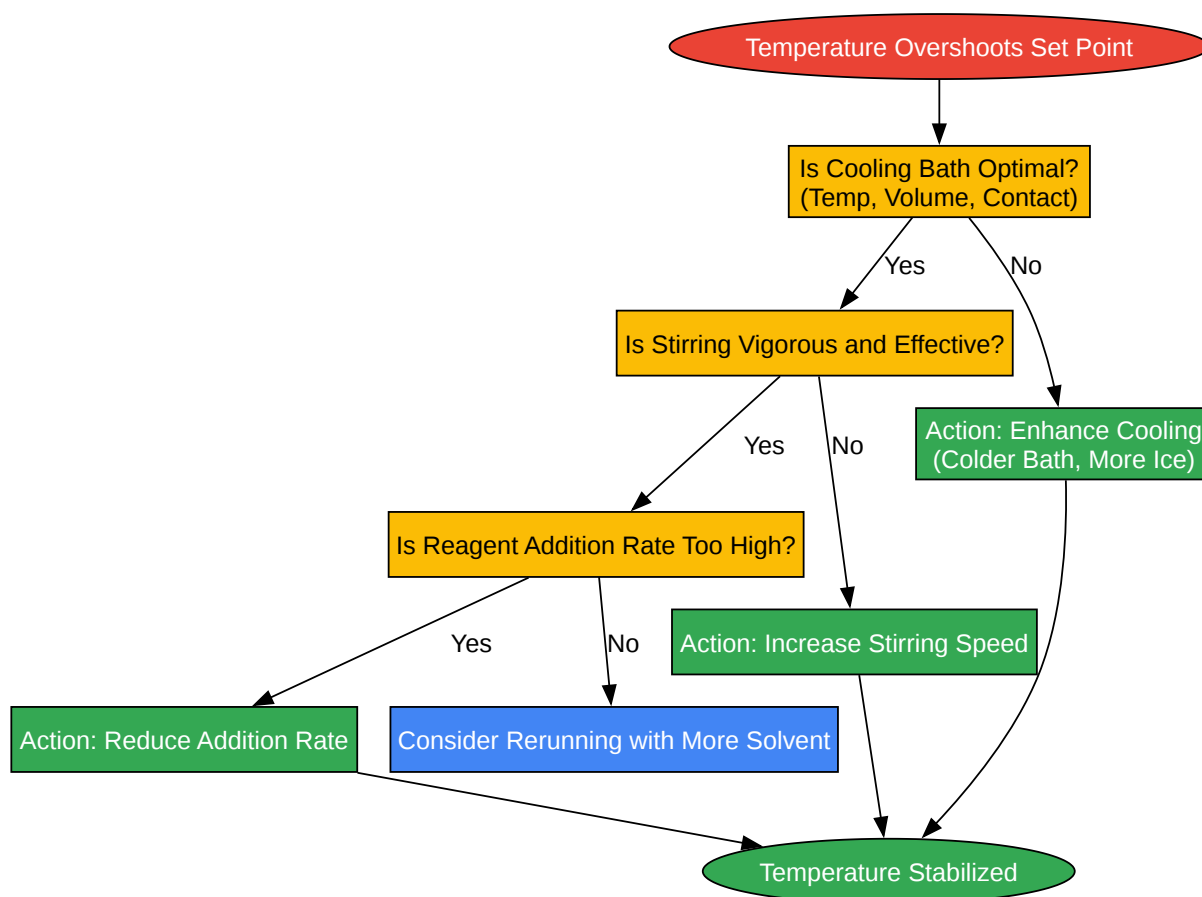 Temperature Overshoots Set Point
Is Cooling Bath Optimal?
(Temp, Volume, Contact)
Yes
No
Is Stirring Vigorous and Effective?
Action: Enhance Cooling
(Colder Bath, More Ice)
Yes
No
Is Reagent Addition Rate Too High?
Yes
No
Action: Increase Stirring Speed
Action: Reduce Addition Rate
Consider Rerunning with More Solvent
Temperature Stabilized